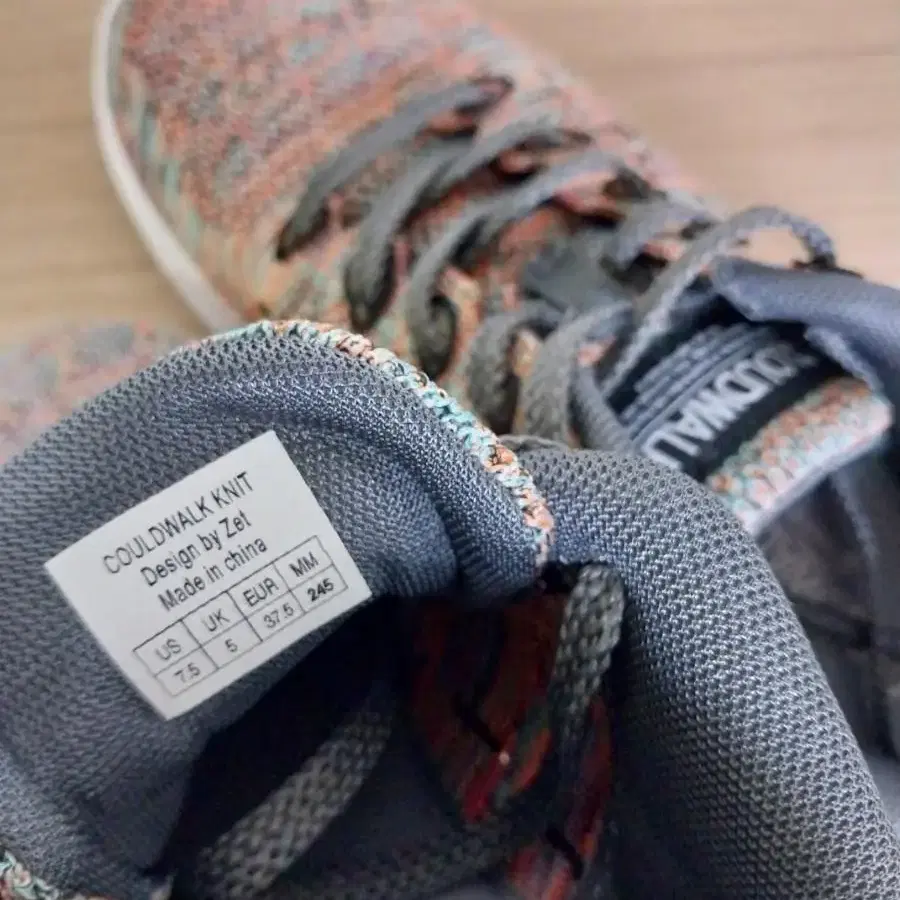 COULDWALK KNIT
Design by Zet
Made in china
US UK EUR MM
7.5 5 37.5 245